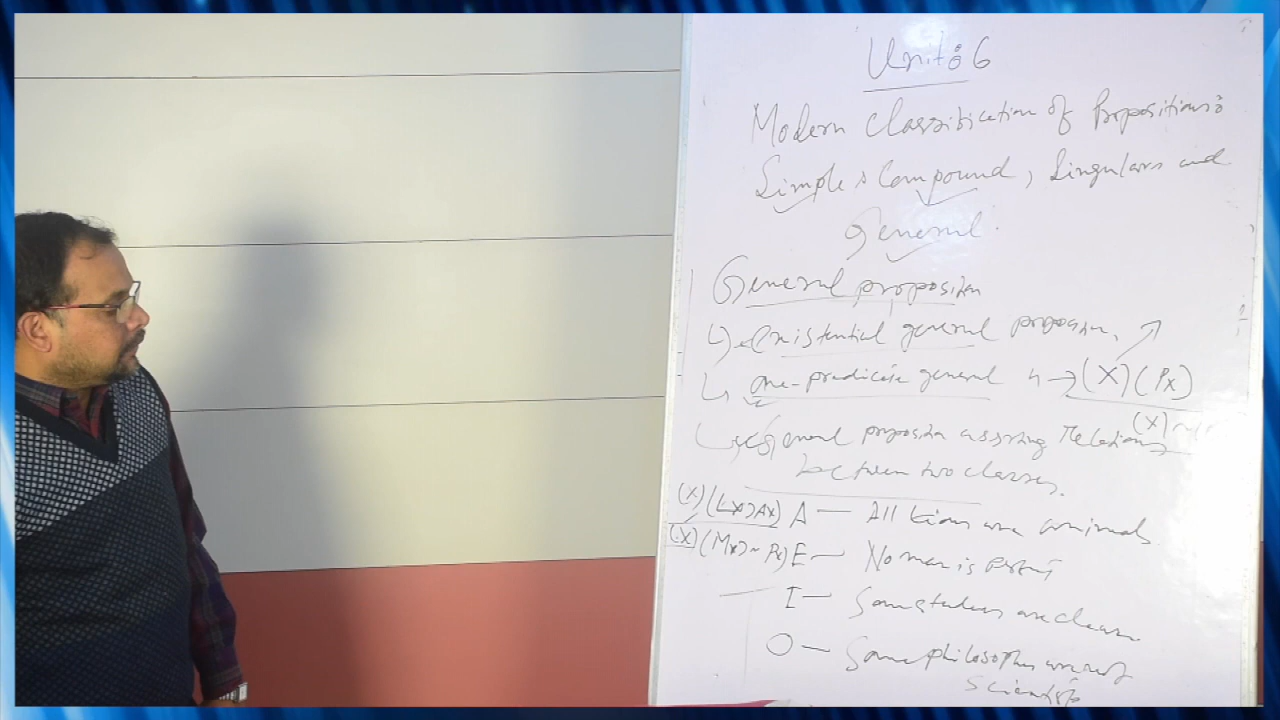 Unit: 6
Modern Classification of Propositions:
Simple & Compound, Singulars and
General.
General proposition
↳ Existential general proposition,
↳ one-predicate general " → (X) (Px)
(X)
General proposition asserting Relations
between two classes.
(X) (Lx⊃Ax) A — All Lions are animals.
(X) (Mx⊃~Px) E — No man is perfect
I — Some students are clever.
O — Some philosophers are not
scientists